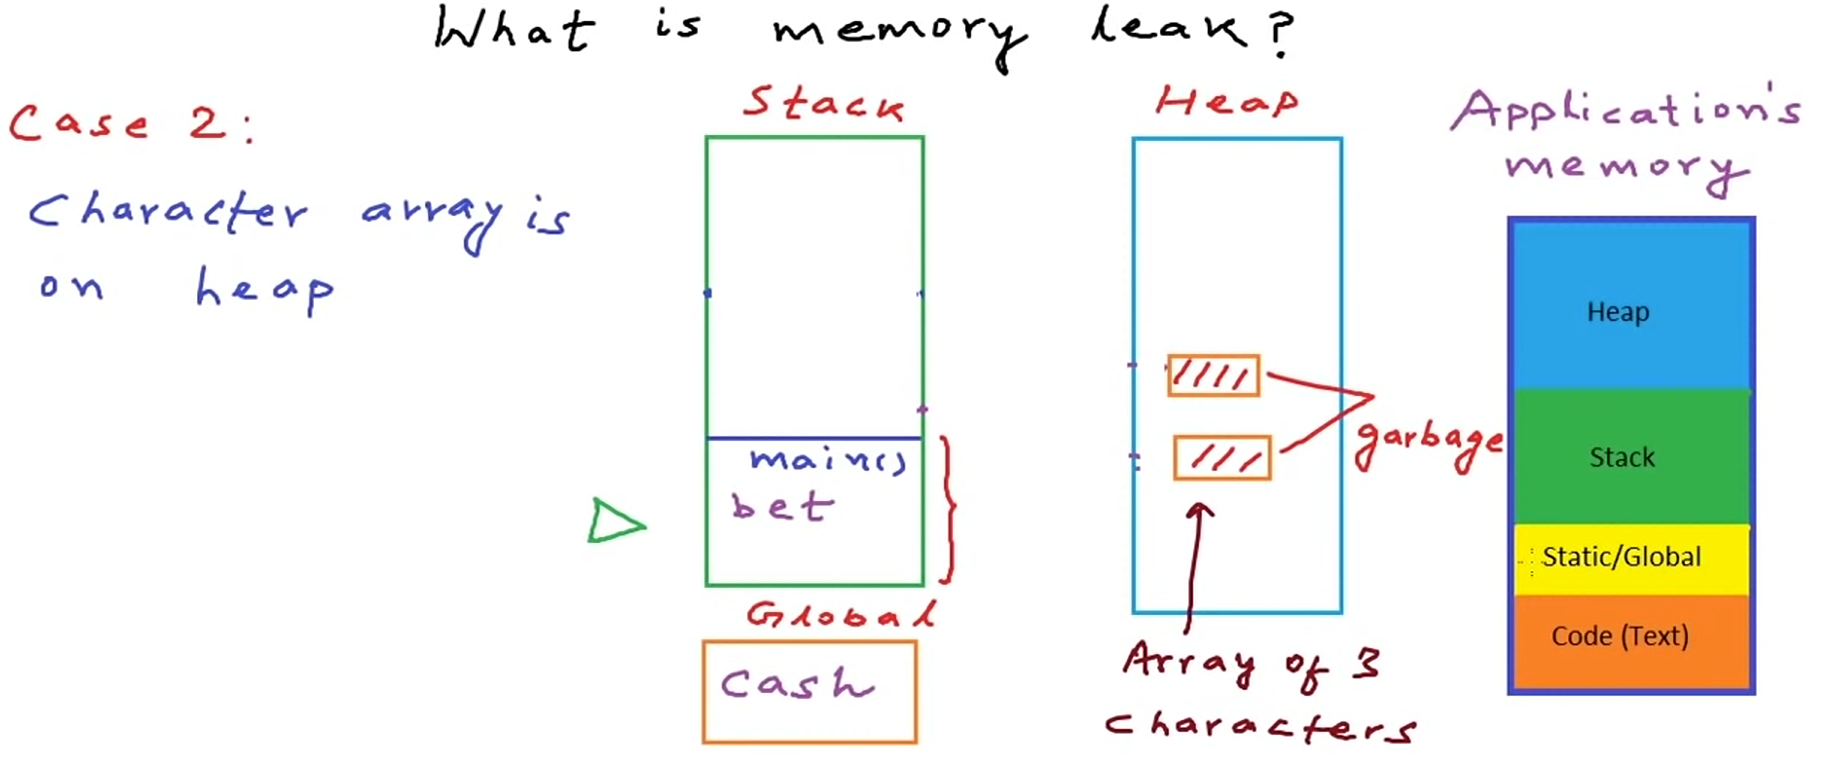 What is memory leak?
Case 2:
Character array is
on heap
Stack
main()
bet
Global
Cash
Heap
garbage
Array of 3
Characters
Application's
memory
Heap
Stack
Static/Global
Code (Text)